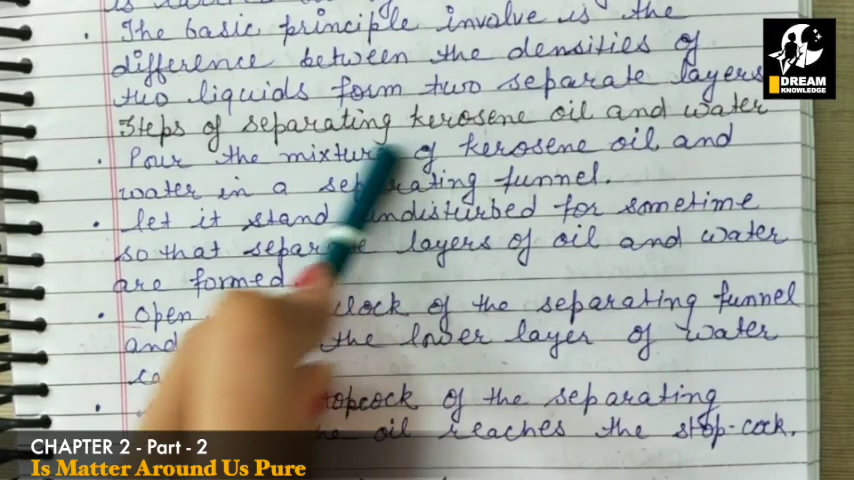 The basic principle involve is the
difference between the densities of
two liquids form two separate layers
Steps of separating kerosene oil and water
Pour the mixtur of kerosene oil and
water in a separating funnel.
let it stand undisturbed for sometime
so that separate layers of oil and water
are formed
Open clock of the separating funnel
and the lower layer of water
topcock of the separating
the oil reaches the stop-cock.
DREAM
KNOWLEDGE
CHAPTER 2 - Part - 2
Is Matter Around Us Pure